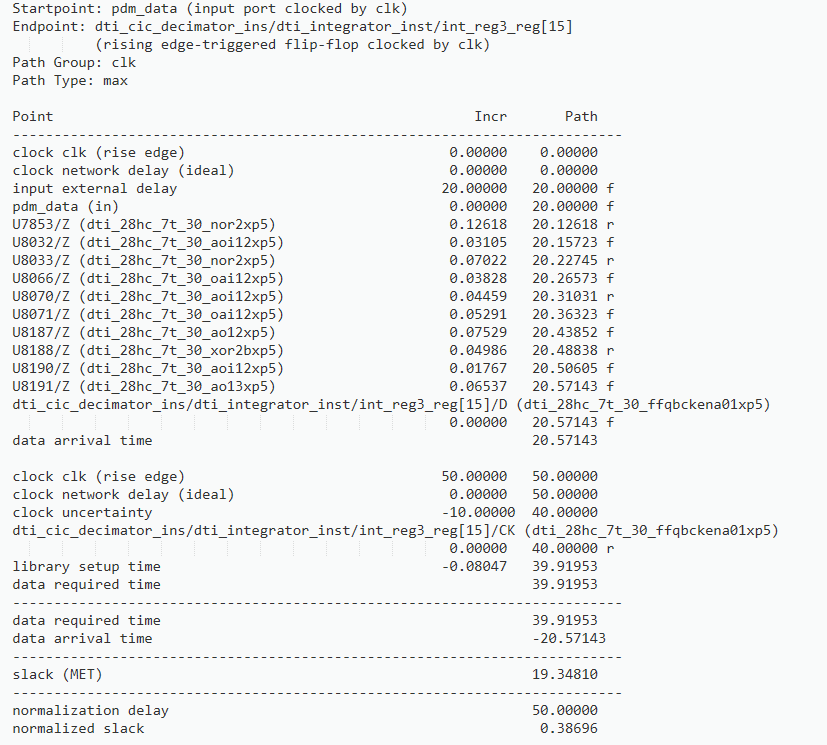 Startpoint: pdm_data (input port clocked by clk)
Endpoint: dti_cic_decimator_ins/dti_integrator_inst/int_reg3_reg[15]
(rising edge-triggered flip-flop clocked by clk)
Path Group: clk
Path Type: max
Point Incr Path
--------------------------------------------------------------------------
clock clk (rise edge) 0.00000 0.00000
clock network delay (ideal) 0.00000 0.00000
input external delay 20.00000 20.00000 f
pdm_data (in) 0.00000 20.00000 f
U7853/Z (dti_28hc_7t_30_nor2xp5) 0.12618 20.12618 r
U8032/Z (dti_28hc_7t_30_aoi12xp5) 0.03105 20.15723 f
U8033/Z (dti_28hc_7t_30_nor2xp5) 0.07022 20.22745 r
U8066/Z (dti_28hc_7t_30_oai12xp5) 0.03828 20.26573 f
U8070/Z (dti_28hc_7t_30_aoi12xp5) 0.04459 20.31031 r
U8071/Z (dti_28hc_7t_30_oai12xp5) 0.05291 20.36323 f
U8187/Z (dti_28hc_7t_30_ao12xp5) 0.07529 20.43852 f
U8188/Z (dti_28hc_7t_30_xor2bxp5) 0.04986 20.48838 r
U8190/Z (dti_28hc_7t_30_aoi12xp5) 0.01767 20.50605 f
U8191/Z (dti_28hc_7t_30_ao13xp5) 0.06537 20.57143 f
dti_cic_decimator_ins/dti_integrator_inst/int_reg3_reg[15]/D (dti_28hc_7t_30_ffqbckena01xp5)
0.00000 20.57143 f
data arrival time 20.57143
clock clk (rise edge) 50.00000 50.00000
clock network delay (ideal) 0.00000 50.00000
clock uncertainty -10.00000 40.00000
dti_cic_decimator_ins/dti_integrator_inst/int_reg3_reg[15]/CK (dti_28hc_7t_30_ffqbckena01xp5)
0.00000 40.00000 r
library setup time -0.08047 39.91953
data required time 39.91953
--------------------------------------------------------------------------
data required time 39.91953
data arrival time -20.57143
--------------------------------------------------------------------------
slack (MET) 19.34810
--------------------------------------------------------------------------
normalization delay 50.00000
normalized slack 0.38696